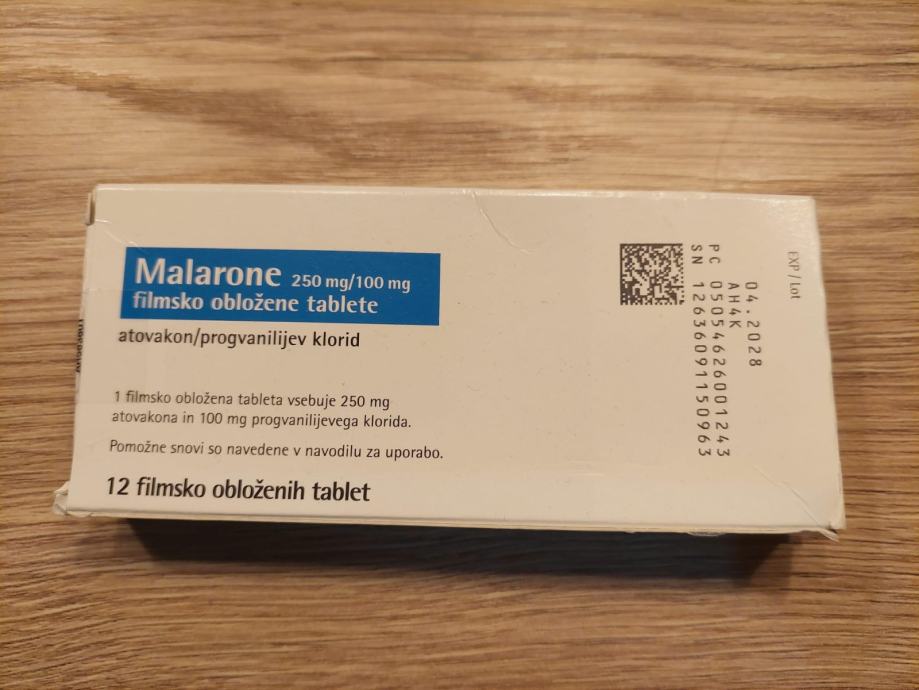 Malarone 250 mg/100 mg
filmsko obložene tablete
atovakon/progvanilijev klorid
1 filmsko obložena tableta vsebuje 250 mg
atovakona in 100 mg progvanilijevega klorida.
Pomožne snovi so navedene v navodilu za uporabo.
12 filmsko obloženih tablet
EXP / Lot
04.2028
AH4K
PC 05054626001243
SN 12636091150963